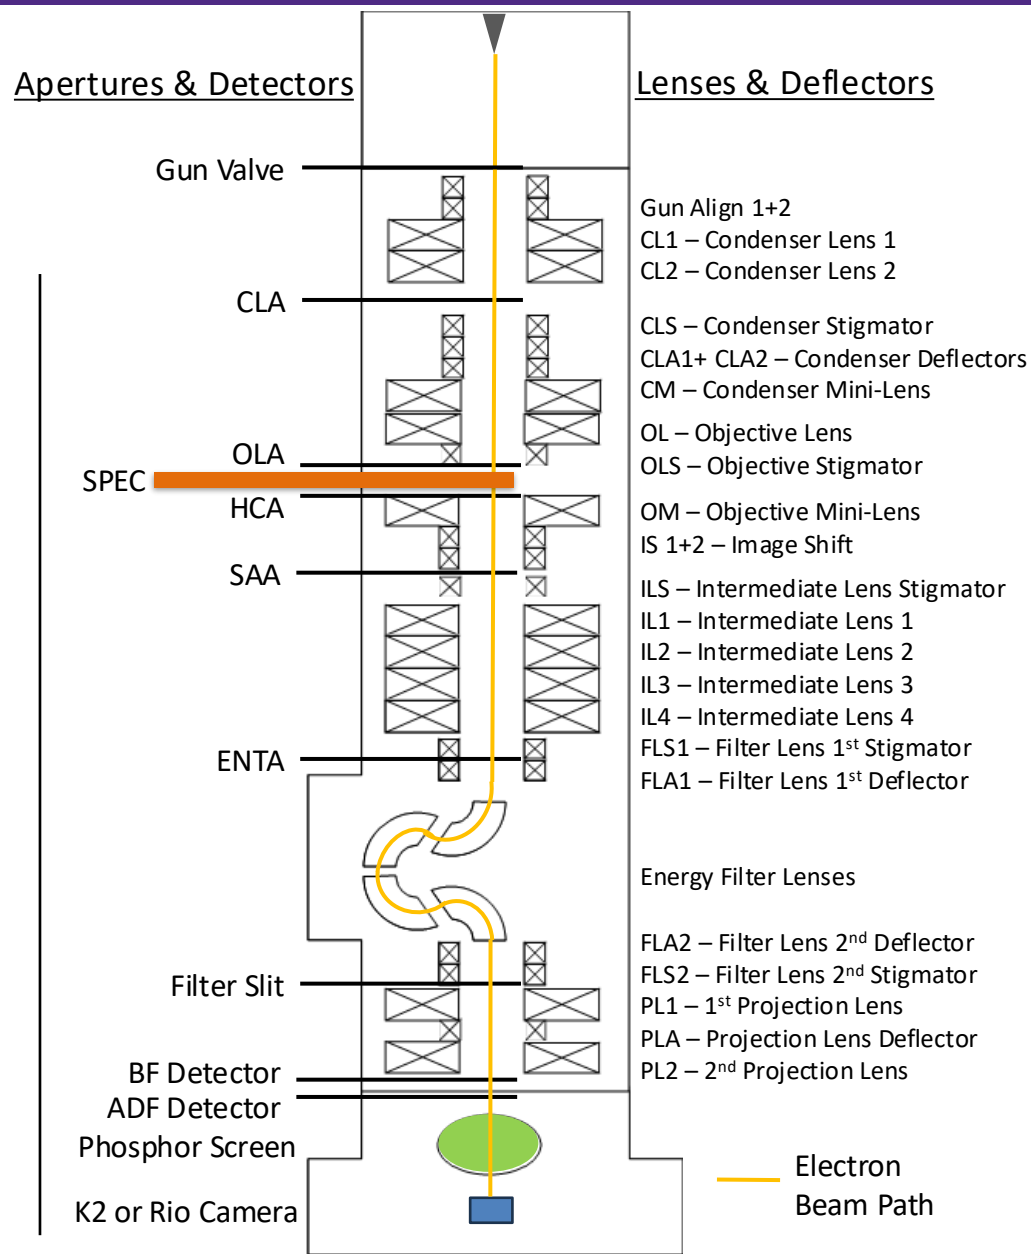 Apertures & Detectors
Lenses & Deflectors
Gun Valve
Gun Align 1+2
CL1 – Condenser Lens 1
CL2 – Condenser Lens 2
CLA
CLS – Condenser Stigmator
CLA1+ CLA2 – Condenser Deflectors
CM – Condenser Mini-Lens
OL – Objective Lens
OLA
OLS – Objective Stigmator
SPEC
HCA
OM – Objective Mini-Lens
IS 1+2 – Image Shift
SAA
ILS – Intermediate Lens Stigmator
IL1 – Intermediate Lens 1
IL2 – Intermediate Lens 2
IL3 – Intermediate Lens 3
IL4 – Intermediate Lens 4
FLS1 – Filter Lens 1st Stigmator
ENTA
FLA1 – Filter Lens 1st Deflector
Energy Filter Lenses
FLA2 – Filter Lens 2nd Deflector
FLS2 – Filter Lens 2nd Stigmator
Filter Slit
PL1 – 1st Projection Lens
PLA – Projection Lens Deflector
PL2 – 2nd Projection Lens
BF Detector
ADF Detector
Phosphor Screen
K2 or Rio Camera
Electron
Beam Path